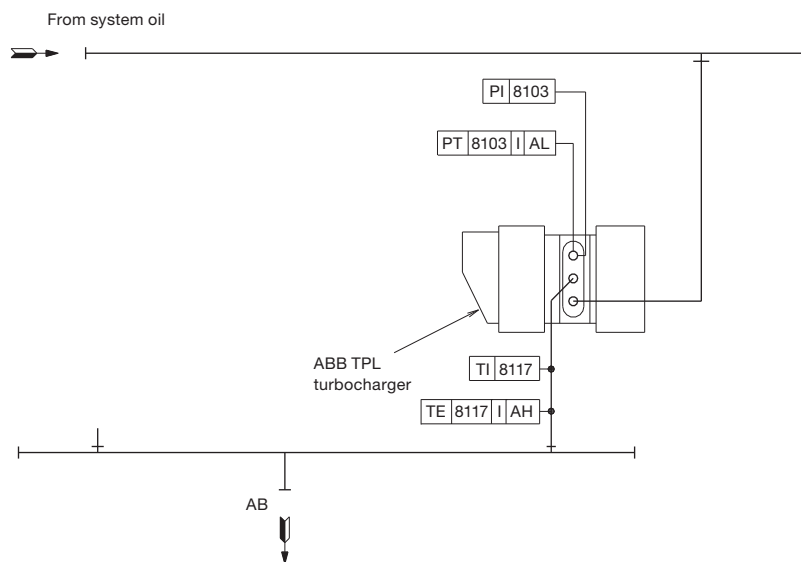 From system oil
PI 8103
PT 8103 I AL
ABB TPL
turbocharger
TI 8117
TE 8117 I AH
AB